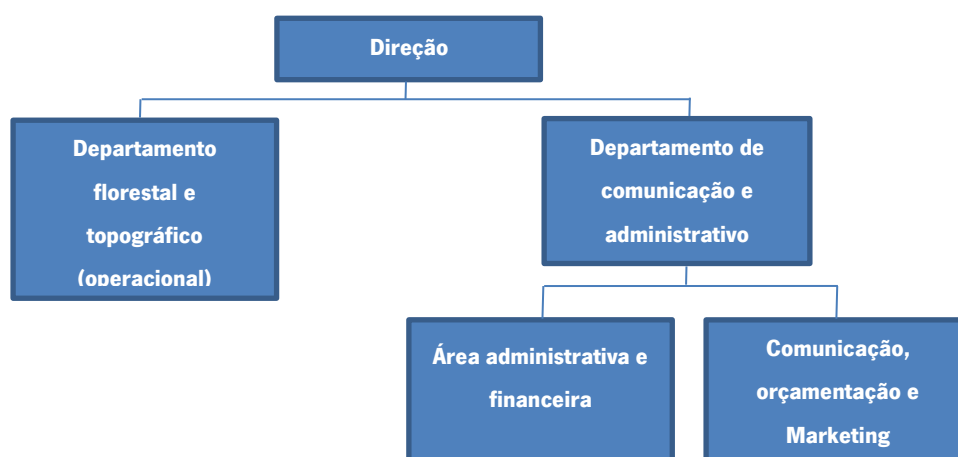 Direção
Departamento
florestal e
topográfico
(operacional)
Departamento de
comunicação e
administrativo
Área administrativa e
financeira
Comunicação,
orçamentação e
Marketing